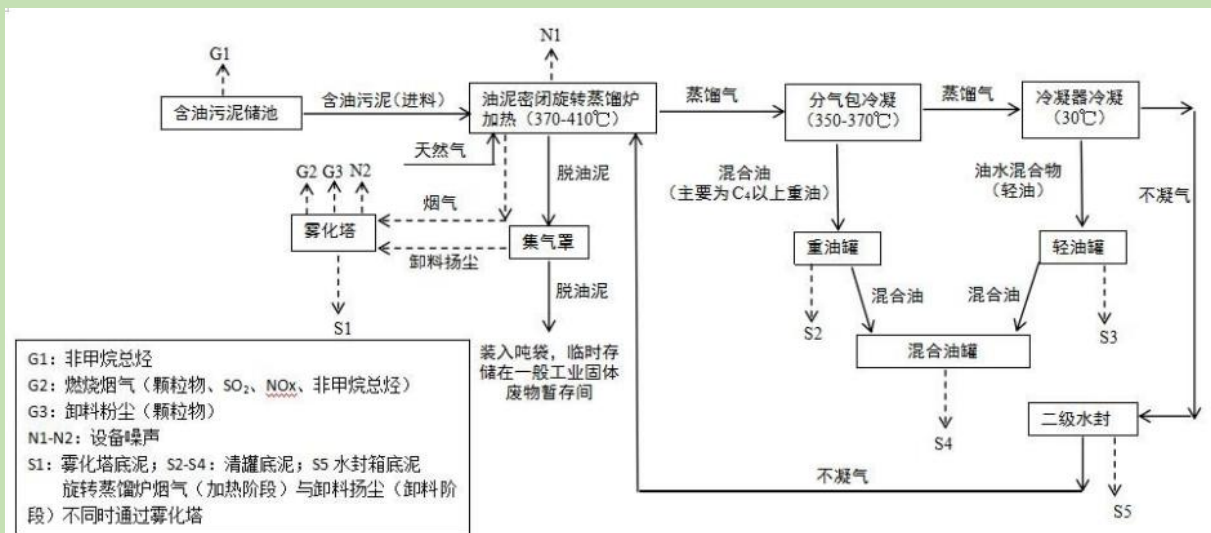 N1
G1
含油污泥储池
含油污泥（进料）
油泥密闭旋转蒸馏炉
加热（370-410℃）
蒸馏气
分气包冷凝
（350-370℃）
蒸馏气
冷凝器冷凝
（30℃）
天然气
G2 G3 N2
烟气
脱油泥
混合油
（主要为C₄以上重油）
油水混合物
（轻油）
不凝气
雾化塔
集气罩
卸料扬尘
重油罐
轻油罐
S1
脱油泥
S2
混合油
混合油
S3
装入吨袋，临时存
储在一般工业固体
废物暂存间
混合油罐
S4
二级水封
不凝气
S5
G1：非甲烷总烃
G2：燃烧烟气（颗粒物、SO₂、NOx、非甲烷总烃）
G3：卸料粉尘（颗粒物）
N1-N2：设备噪声
S1：雾化塔底泥；S2-S4：清罐底泥；S5 水封箱底泥
旋转蒸馏炉烟气（加热阶段）与卸料扬尘（卸料阶
段）不同时通过雾化塔